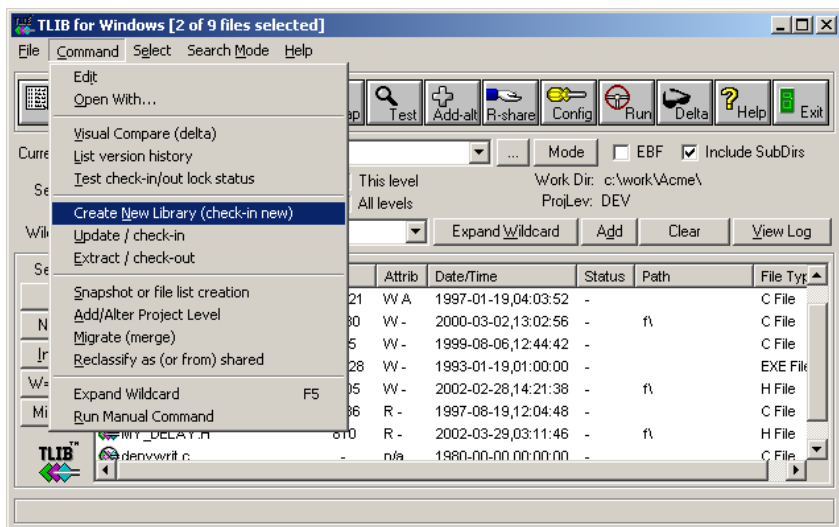 TLIB for Windows [2 of 9 files selected]
File Command Select Search Mode Help
Edit
Open With...
Visual Compare (delta)
List version history
Test check-in/out lock status
Create New Library (check-in new)
Update / check-in
Extract / check-out
Snapshot or file list creation
Add/Alter Project Level
Migrate (merge)
Reclassify as (or from) shared
Expand Wildcard F5
Run Manual Command
Test Add-alt R-share Config Run Delta Help Exit
... Mode EBF Include SubDirs
This level Work Dir: c:\work\Acme\
All levels ProjLev: DEV
Expand Wildcard Add Clear View Log
Attrib Date/Time Status Path
21 W A 1997-01-19,04:03:52 - C File
W - 2000-03-02,13:02:56 - f\ C File
5 W - 1999-08-06,12:44:42 - C File
28 W - 1993-01-19,01:00:00 - EXE File
W - 2002-02-28,14:21:38 - f\ H File
R - 1997-08-19,12:04:48 - C File
MY_DELAY.H 810 R - 2002-03-29,03:11:46 - f\ H File
denywrit.c - n/a 1980-00-00,00:00:00 - C File
TLIB™